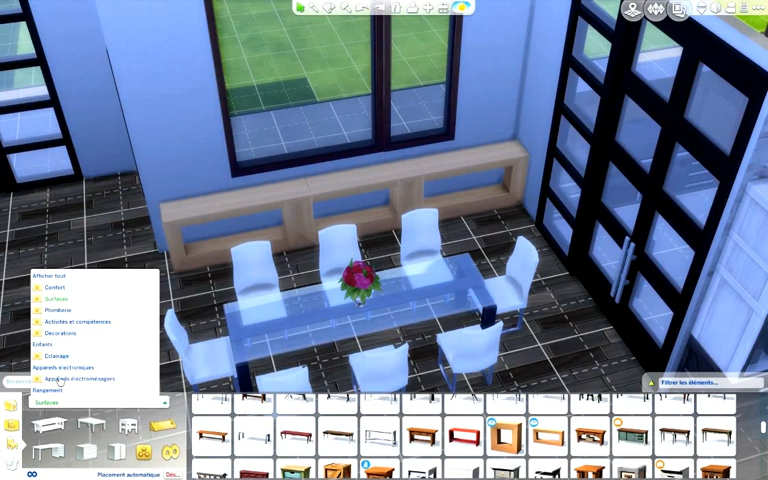 Afficher tout
Confort
Surfaces
Plomberie
Activités et compétences
Décorations
Enfants
Éclairage
Appareils électroniques
Appareils électroménagers
Rangement
Surfaces
Filtrer les éléments...
Placement automatique
Dés...